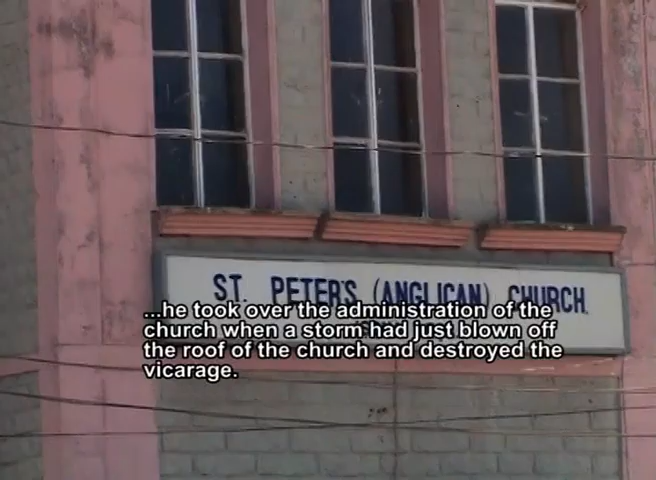 ST. PETER'S (ANGLICAN) CHURCH.
...he took over the administration of the
church when a storm had just blown off
the roof of the church and destroyed the
vicarage.